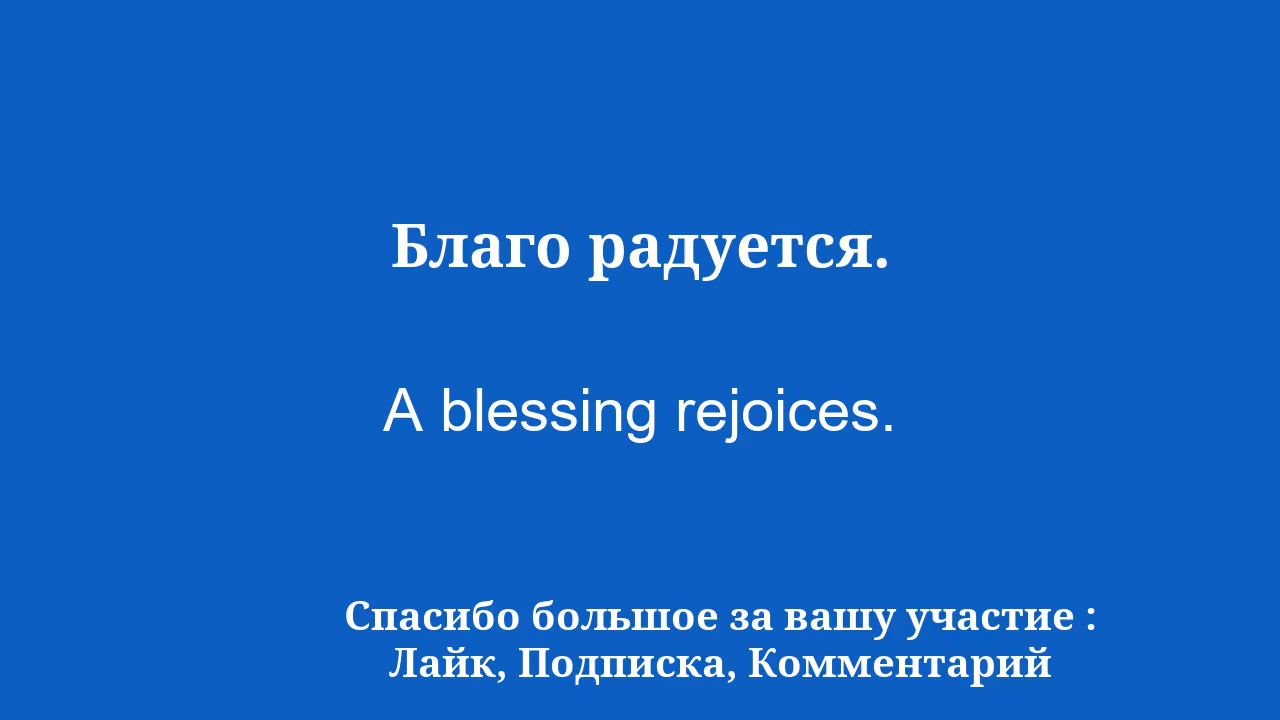 Благо радуется.
A blessing rejoices.
Спасибо большое за вашу участие :
Лайк, Подписка, Комментарий